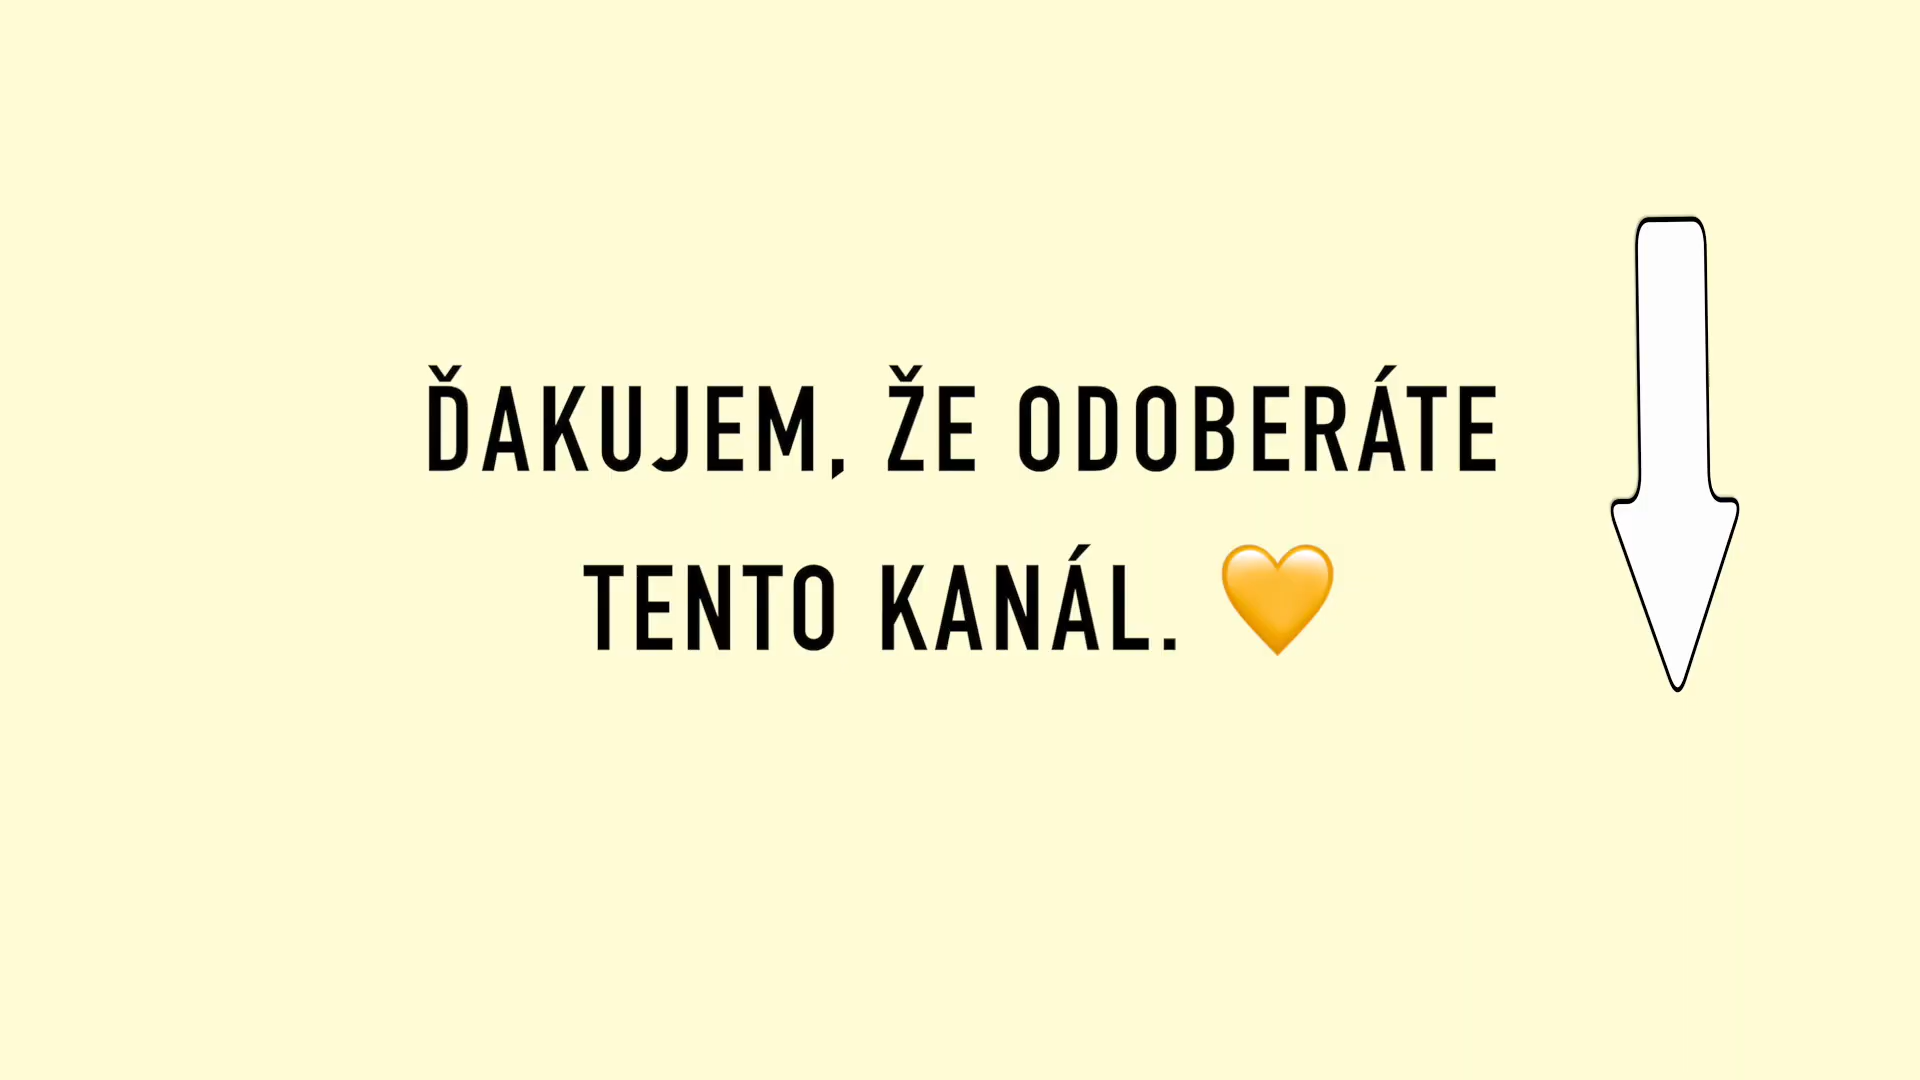 ĎAKUJEM, ŽE ODOBERÁTE
TENTO KANÁL. 💛